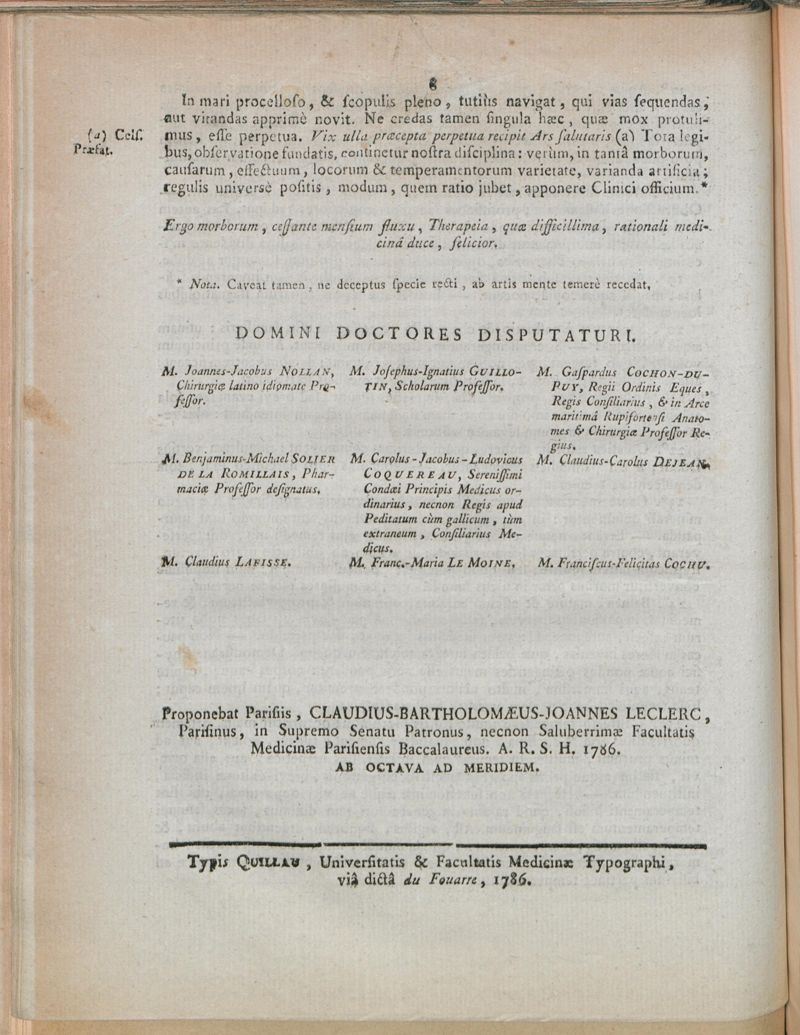 8
In mari procellofo, & ſcopulis pleno, tutiùs navigat, qui vias ſequendas,
aut vitandas apprimè novit. Ne credas tamen ſingula hæc, quæ mox protuli-
(a) Celſ. Præfat.
mus, eſſe perpetua. Vix ulla præcepta perpetua recipit Ars ſalutaris (a) Tota legi-
bus, obſervatione fundatis, continetur noſtra diſciplina: verùm, in tantâ morborum,
cauſarum, effectuum, locorum & temperamentorum varietate, varianda artificia;
regulis universè poſitis, modum, quem ratio jubet, apponere Clinici officium.*
Ergo morborum, ceſſante menſium fluxu, Therapeia, quæ difficillima, rationali medi-
cinâ duce, felicior.
* Nota. Caveat tamen, ne deceptus ſpecie recti, ab artis mente temerè recedat.
DOMINI DOCTORES DISPUTATURI.
M. Joannes-Jacobus NOLLAN,
Chirurgiæ latino idiomate Pro-
feſſor.
M. Joſephus-Ignatius GUILLO-
TIN, Scholarum Profeſſor.
M. Gaſpardus COCHON-DU-
PUY, Regii Ordinis Eques,
Regis Conſiliarius, & in Arce
maritimâ Rupifortenſi Anato-
mes & Chirurgiæ Profeſſor Re-
gius.
M. Benjaminus-Michael SOLIER
DE LA ROMILLAIS, Phar-
maciæ Profeſſor deſignatus.
M. Carolus-Jacobus-Ludovicus
COQUEREAU, Sereniſſimi
Condæi Principis Medicus or-
dinarius, necnon Regis apud
Peditatum cùm gallicum, tùm
extraneum, Conſiliarius Me-
dicus.
M. Claudius-Carolus DEJEAN.
M. Claudius LAFISSE.
M. Franc.-Maria LE MOINE.
M. Franciſcus-Felicitas COCHU.
Proponebat Pariſiis, CLAUDIUS-BARTHOLOMÆUS-JOANNES LECLERC,
Pariſinus, in Supremo Senatu Patronus, necnon Saluberrimæ Facultatis
Medicinæ Pariſienſis Baccalaureus. A. R. S. H. 1786.
AB OCTAVA AD MERIDIEM.
Typis QUILLAU, Univerſitatis & Facultatis Medicinæ Typographi,
viâ dictâ du Fouarre, 1786.